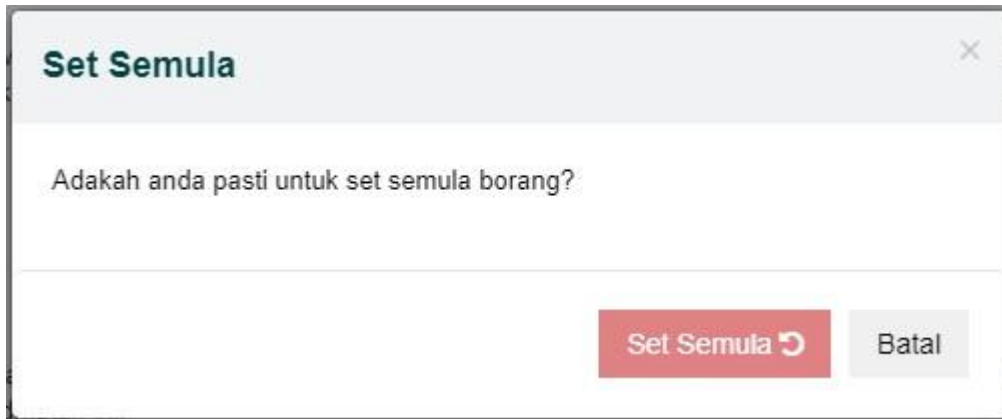 Set Semula
Adakah anda pasti untuk set semula borang?
Set Semula
Batal